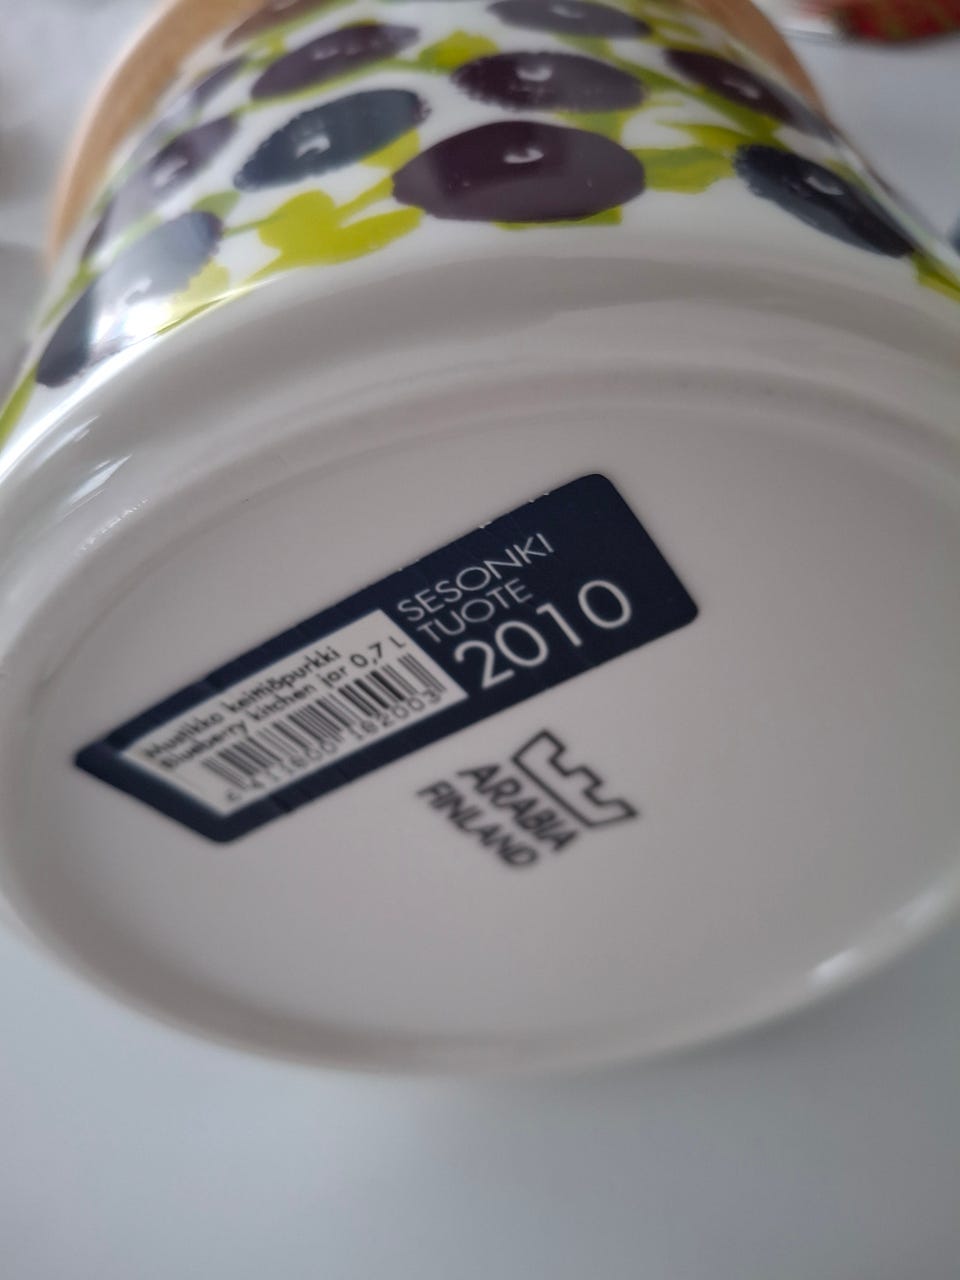 SESONKI
TUOTE
2010
Mustikka keittiöpurkki
Blueberry kitchen jar 0,7 L
ARABIA
FINLAND